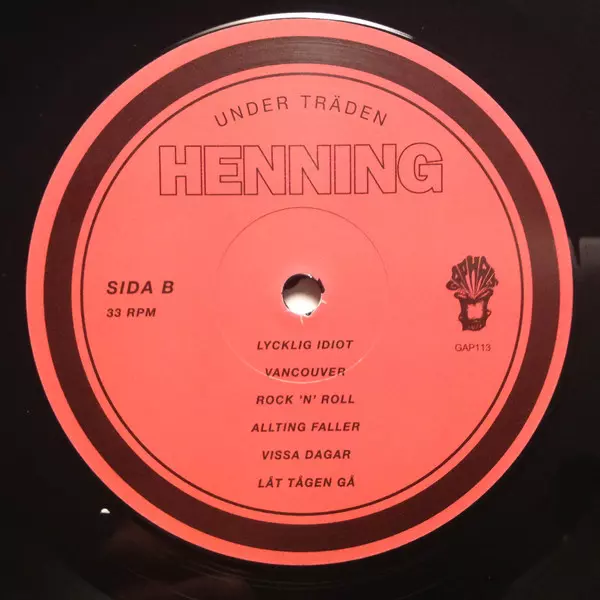 UNDER TRÄDEN
HENNING
SIDA B
33 RPM
GAPHALS
GAP113
LYCKLIG IDIOT
VANCOUVER
ROCK 'N' ROLL
ALLTING FALLER
VISSA DAGAR
LÅT TÅGEN GÅ